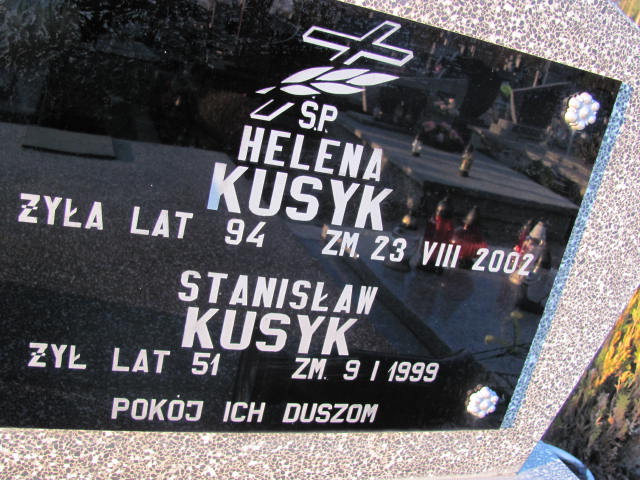 Ś.P.
HELENA
KUSYK
ŻYŁA LAT 94 ZM. 23 VIII 2002.
STANISŁAW
KUSYK
ŻYŁ LAT 51 ZM. 9 I 1999
POKÓJ ICH DUSZOM